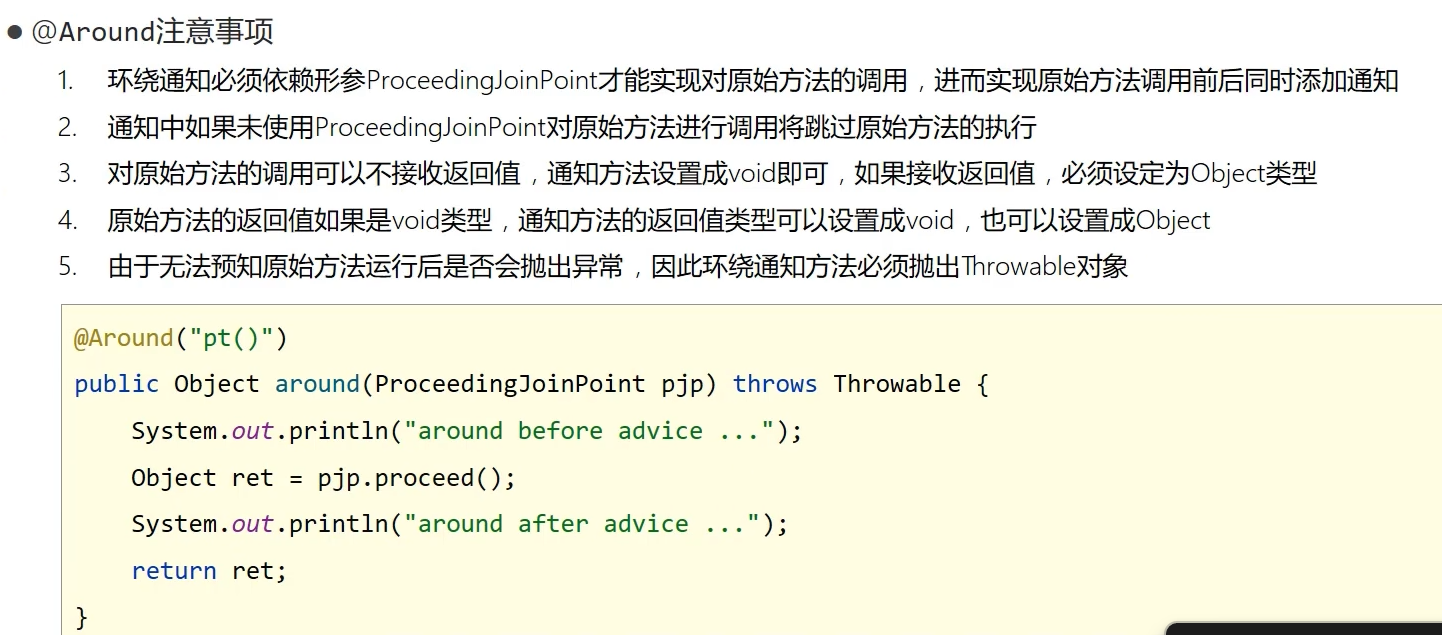 ● @Around注意事项
1. 环绕通知必须依赖形参ProceedingJoinPoint才能实现对原始方法的调用，进而实现原始方法调用前后同时添加通知
2. 通知中如果未使用ProceedingJoinPoint对原始方法进行调用将跳过原始方法的执行
3. 对原始方法的调用可以不接收返回值，通知方法设置成void即可，如果接收返回值，必须设定为Object类型
4. 原始方法的返回值如果是void类型，通知方法的返回值类型可以设置成void，也可以设置成Object
5. 由于无法预知原始方法运行后是否会抛出异常，因此环绕通知方法必须抛出Throwable对象
@Around("pt()")
public Object around(ProceedingJoinPoint pjp) throws Throwable {
    System.out.println("around before advice ...");
    Object ret = pjp.proceed();
    System.out.println("around after advice ...");
    return ret;
}